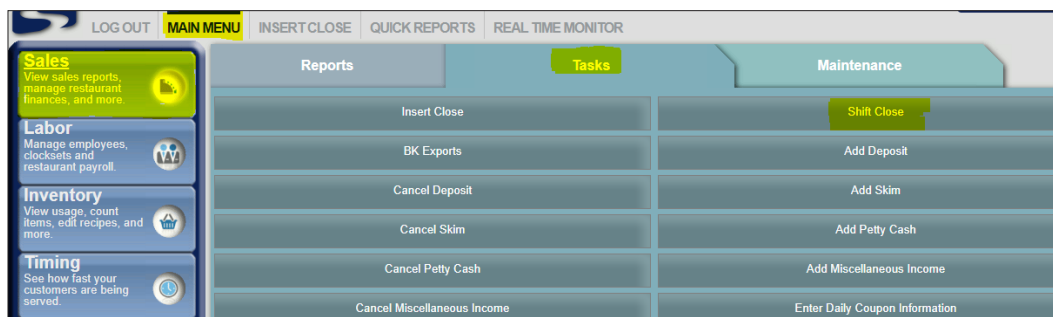 LOG OUT MAIN MENU INSERT CLOSE QUICK REPORTS REAL TIME MONITOR
Sales
View sales reports,
manage restaurant
finances, and more.
Labor
Manage employees,
clocksets and
restaurant payroll.
Inventory
View usage, count
items, edit recipes, and
more.
Timing
See how fast your
customers are being
served.
Reports Tasks Maintenance
Insert Close Shift Close
BK Exports Add Deposit
Cancel Deposit Add Skim
Cancel Skim Add Petty Cash
Cancel Petty Cash Add Miscellaneous Income
Cancel Miscellaneous Income Enter Daily Coupon Information